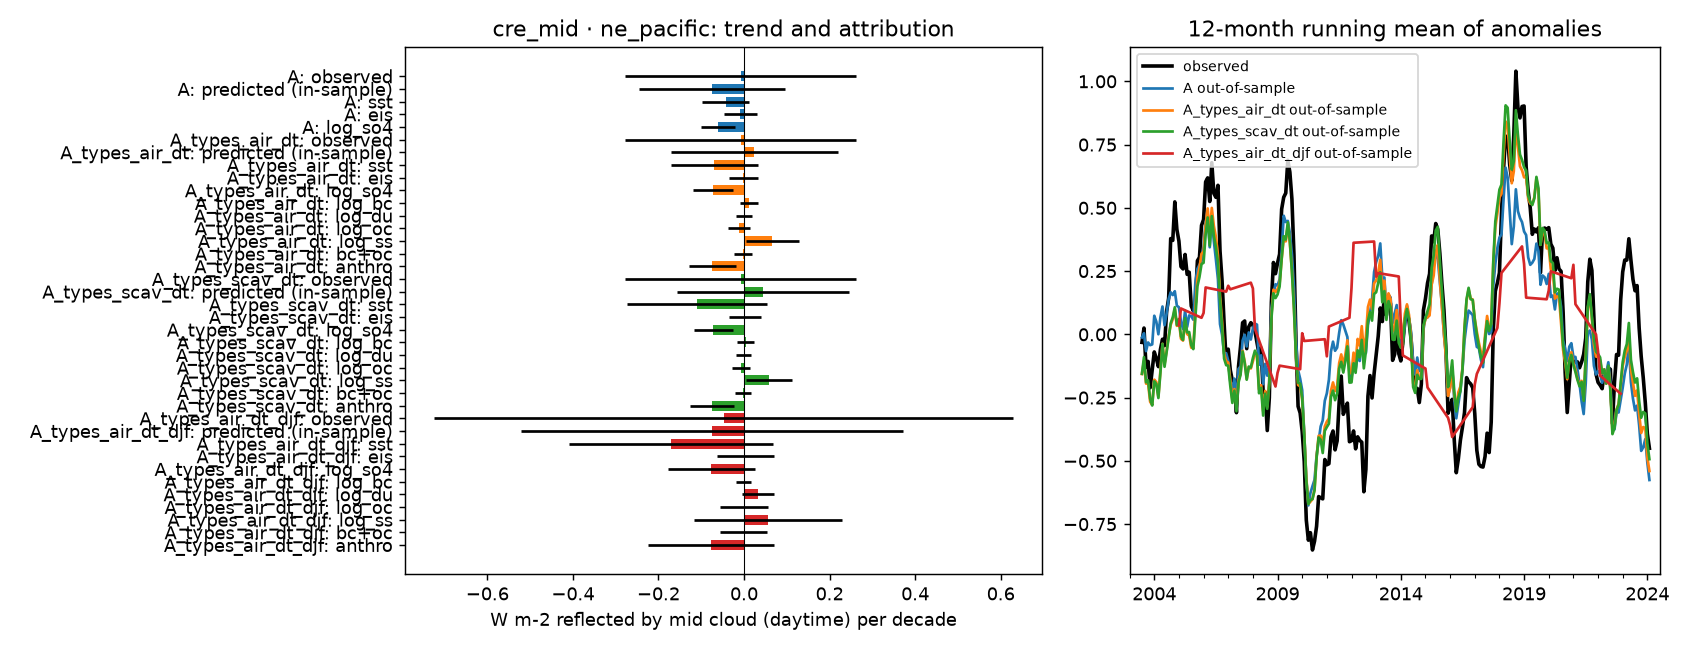 cre_mid · ne_pacific: trend and attribution
A: observed
A: predicted (in-sample)
A: sst
A: eis
A: log_so4
A_types_air_dt: observed
A_types_air_dt: predicted (in-sample)
A_types_air_dt: sst
A_types_air_dt: eis
A_types_air_dt: log_so4
A_types_air_dt: log_bc
A_types_air_dt: log_du
A_types_air_dt: log_oc
A_types_air_dt: log_ss
A_types_air_dt: bc+oc
A_types_air_dt: anthro
A_types_scav_dt: observed
A_types_scav_dt: predicted (in-sample)
A_types_scav_dt: sst
A_types_scav_dt: eis
A_types_scav_dt: log_so4
A_types_scav_dt: log_bc
A_types_scav_dt: log_du
A_types_scav_dt: log_oc
A_types_scav_dt: log_ss
A_types_scav_dt: bc+oc
A_types_scav_dt: anthro
A_types_air_dt_djf: observed
A_types_air_dt_djf: predicted (in-sample)
A_types_air_dt_djf: sst
A_types_air_dt_djf: eis
A_types_air_dt_djf: log_so4
A_types_air_dt_djf: log_bc
A_types_air_dt_djf: log_du
A_types_air_dt_djf: log_oc
A_types_air_dt_djf: log_ss
A_types_air_dt_djf: bc+oc
A_types_air_dt_djf: anthro
−0.6 −0.4 −0.2 0.0 0.2 0.4 0.6
W m-2 reflected by mid cloud (daytime) per decade
12-month running mean of anomalies
observed
A out-of-sample
A_types_air_dt out-of-sample
A_types_scav_dt out-of-sample
A_types_air_dt_djf out-of-sample
1.00
0.75
0.50
0.25
0.00
−0.25
−0.50
−0.75
2004 2009 2014 2019 2024